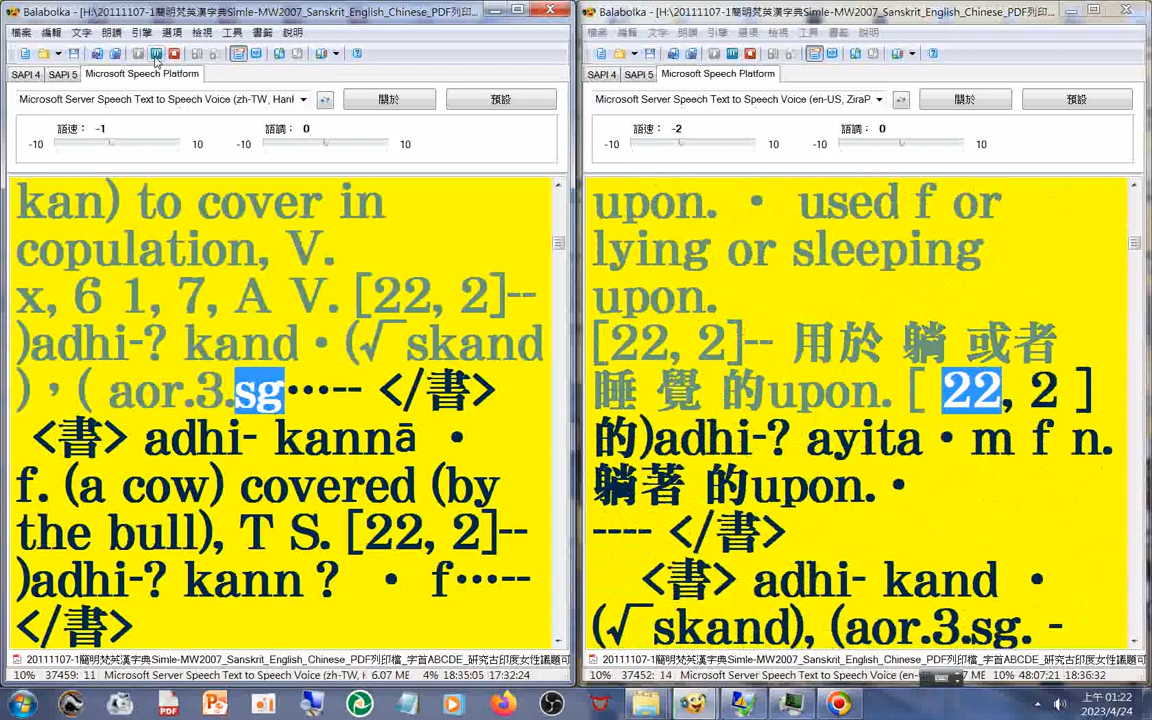 Balabolka - [H:\20111107-1簡明梵英漢字典Simle-MW2007_Sanskrit_English_Chinese_PDF列印...
檔案 編輯 文字 朗讀 引擎 選項 檢視 工具 書籤 說明
SAPI 4 SAPI 5 Microsoft Speech Platform
Microsoft Server Speech Text to Speech Voice (zh-TW, Hanl
關於 預設
語速： -1 語調： 0
-10 10 -10 10
kan) to cover in
copulation, V.
x, 6 1, 7, A V. [22, 2]--
)adhi-? kand•(√skand
)，( aor.3.sg…-- </書>
<書> adhi- kannā •
f. (a cow) covered (by
the bull), T S. [22, 2]--
)adhi-? kann ? • f…--
</書>
20111107-1簡明梵英漢字典Simle-MW2007_Sanskrit_English_Chinese_PDF列印檔_字首ABCDE_研究古印度女性議題可
10% 37459: 11 Microsoft Server Speech Text to Speech Voice (zh-TW, H 6.07 M 4% 18:35:05 17:32:24
Balabolka - [H:\20111107-1簡明梵英漢字典Simle-MW2007_Sanskrit_English_Chinese_PDF列印...
檔案 編輯 文字 朗讀 引擎 選項 檢視 工具 書籤 說明
SAPI 4 SAPI 5 Microsoft Speech Platform
Microsoft Server Speech Text to Speech Voice (en-US, ZiraP
關於 預設
語速： -2 語調： 0
-10 10 -10 10
upon. • used f or
lying or sleeping
upon.
[22, 2]-- 用於 躺 或者
睡 覺 的upon. [ 22, 2 ]
的)adhi-? ayita•m f n.
躺著 的upon.•
---- </書>
<書> adhi- kand •
(√skand), (aor.3.sg. -
20111107-1簡明梵英漢字典Simle-MW2007_Sanskrit_English_Chinese_PDF列印檔_字首ABCDE_研究古印度女性議題可
10% 37452: 14 Microsoft Server Speech Text to Speech Voice (en-US, 10% 48:07:21 18:36:32
PDF
上午 01:22
2023/4/24